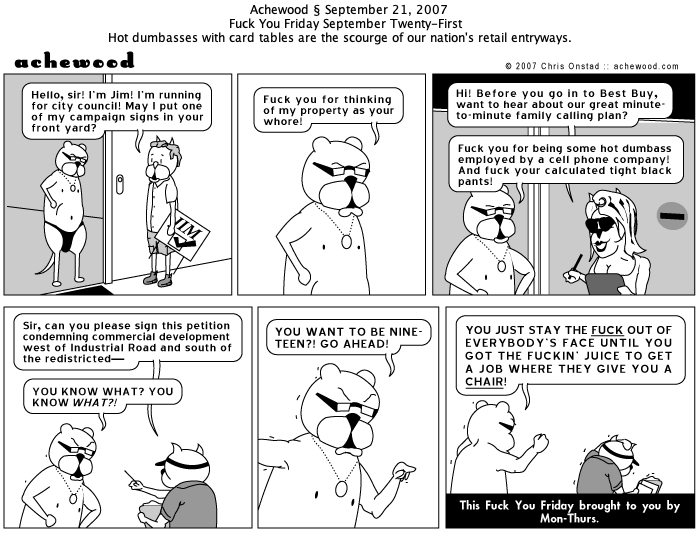 Achewood § September 21, 2007
Fuck You Friday September Twenty-First
Hot dumbasses with card tables are the scourge of our nation's retail entryways.
achewood
© 2007 Chris Onstad :: achewood.com
Hello, sir! I'm Jim! I'm running
for city council! May I put one
of my campaign signs in your
front yard?
JIM
Fuck you for thinking
of my property as your
whore!
Hi! Before you go in to Best Buy,
want to hear about our great minute-
to-minute family calling plan?
Fuck you for being some hot dumbass
employed by a cell phone company!
And fuck your calculated tight black
pants!
Sir, can you please sign this petition
condemning commercial development
west of Industrial Road and south of
the redistricted—
YOU KNOW WHAT? YOU
KNOW WHAT?!
YOU WANT TO BE NINE-
TEEN?! GO AHEAD!
YOU JUST STAY THE FUCK OUT OF
EVERYBODY'S FACE UNTIL YOU
GOT THE FUCKIN' JUICE TO GET
A JOB WHERE THEY GIVE YOU A
CHAIR!
This Fuck You Friday brought to you by
Mon-Thurs.